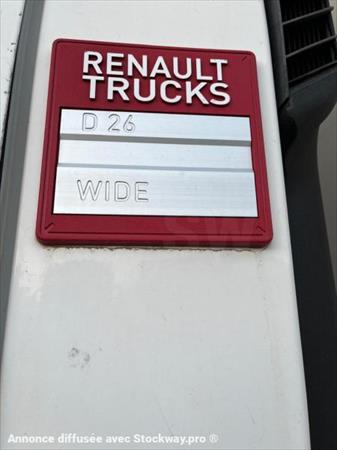 RENAULT
TRUCKS
D 26
WIDE
Annonce diffusée avec Stockway.pro ®